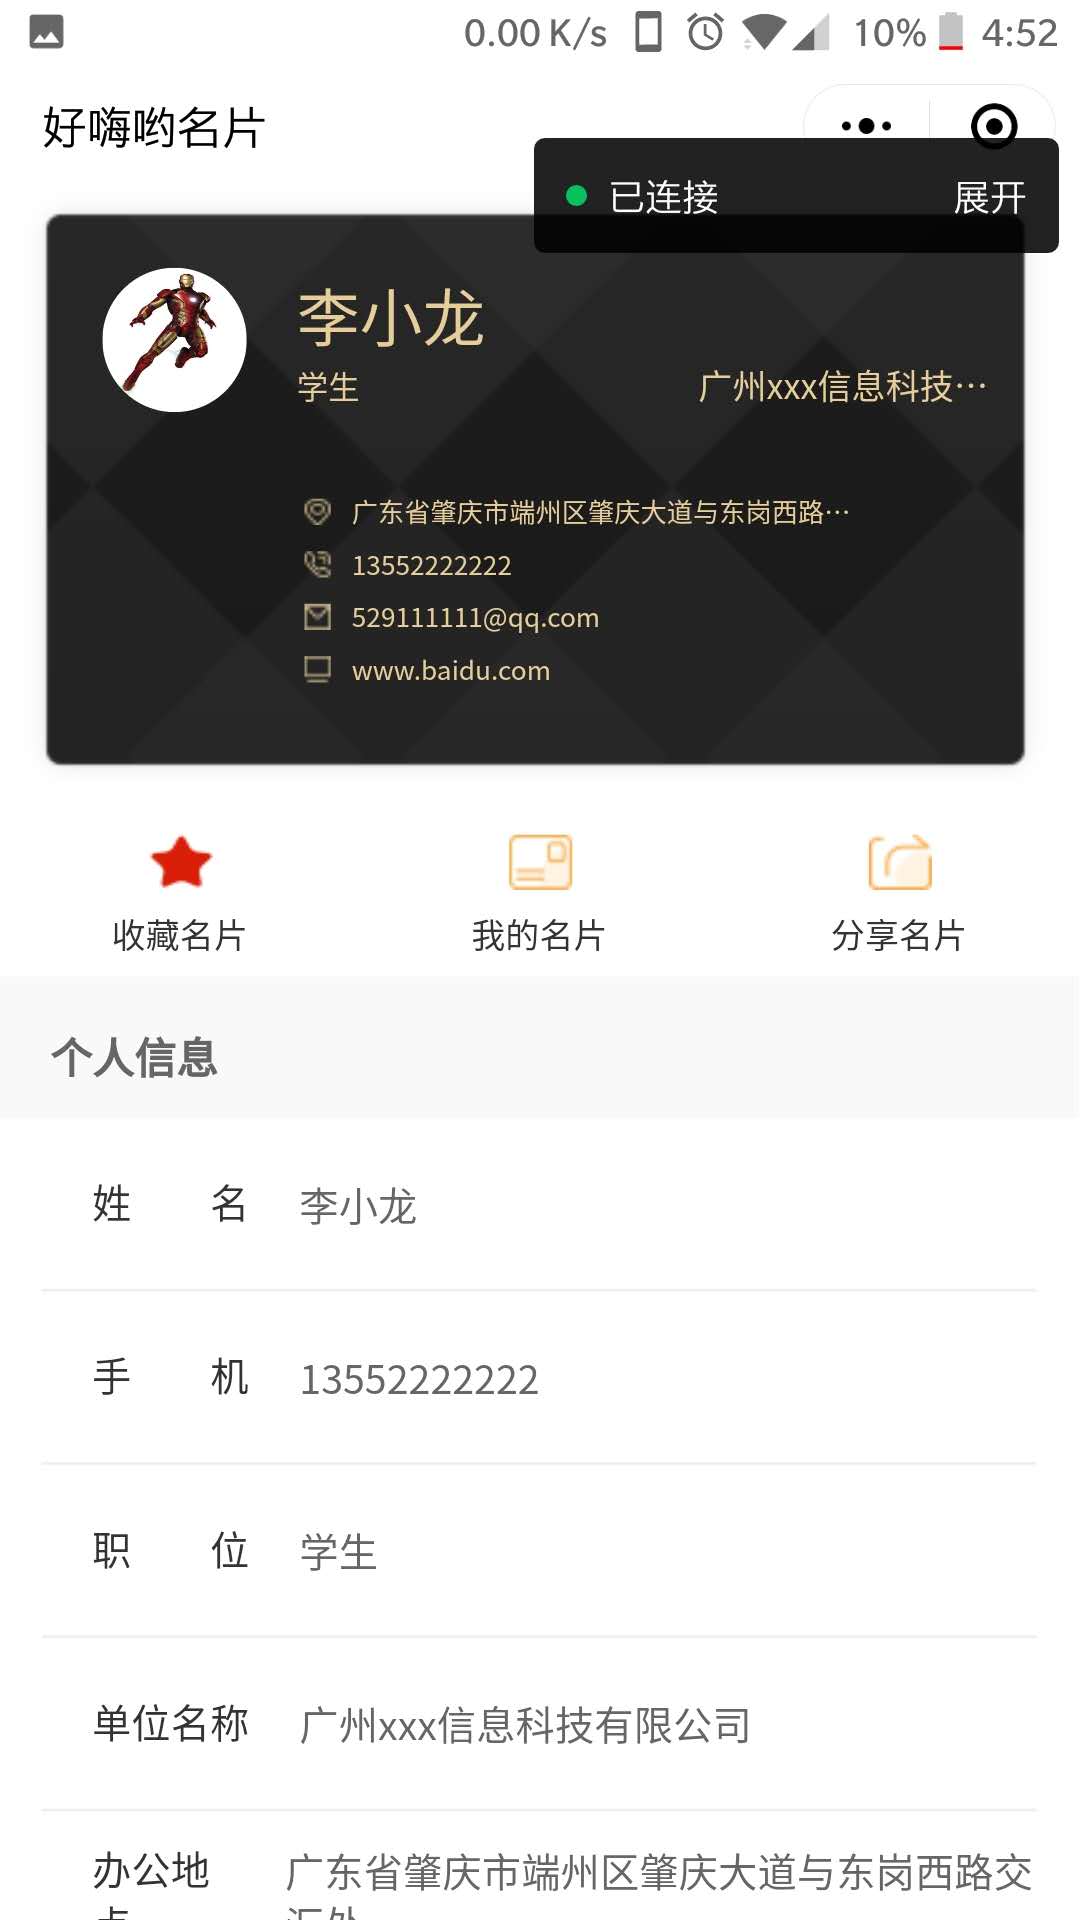 0.00 K/s 10% 4:52
好嗨哟名片
已连接 展开
李小龙
学生 广州xxx信息科技…
广东省肇庆市端州区肇庆大道与东岗西路…
13552222222
529111111@qq.com
www.baidu.com
收藏名片 我的名片 分享名片
个人信息
姓 名 李小龙
手 机 13552222222
职 位 学生
单位名称 广州xxx信息科技有限公司
办公地 广东省肇庆市端州区肇庆大道与东岗西路交
点 汇处